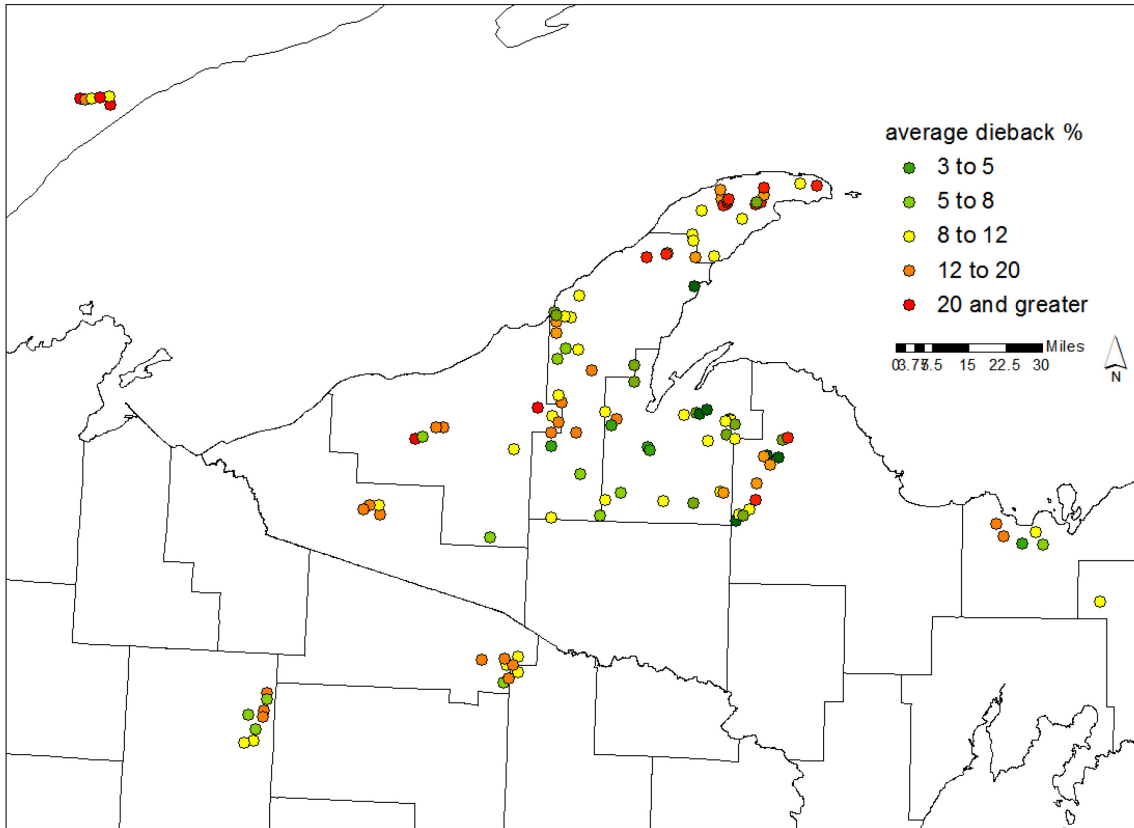 average dieback %
3 to 5
5 to 8
8 to 12
12 to 20
20 and greater
Miles
15 22.5 30
N